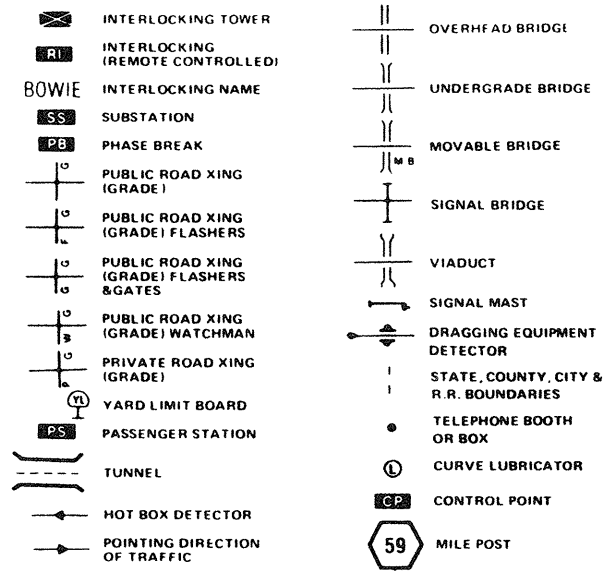 INTERLOCKING TOWER
RI INTERLOCKING
(REMOTE CONTROLLED)
BOWIE INTERLOCKING NAME
SS SUBSTATION
PB PHASE BREAK
G PUBLIC ROAD XING
(GRADE)
G F PUBLIC ROAD XING
(GRADE) FLASHERS
G G PUBLIC ROAD XING
(GRADE) FLASHERS
&GATES
G W PUBLIC ROAD XING
(GRADE) WATCHMAN
G P PRIVATE ROAD XING
(GRADE)
YL YARD LIMIT BOARD
PS PASSENGER STATION
TUNNEL
HOT BOX DETECTOR
POINTING DIRECTION
OF TRAFFIC
OVERHEAD BRIDGE
UNDERGRADE BRIDGE
MOVABLE BRIDGE
M B
SIGNAL BRIDGE
VIADUCT
SIGNAL MAST
DRAGGING EQUIPMENT
DETECTOR
STATE, COUNTY, CITY &
R.R. BOUNDARIES
TELEPHONE BOOTH
OR BOX
L CURVE LUBRICATOR
CP CONTROL POINT
59 MILE POST